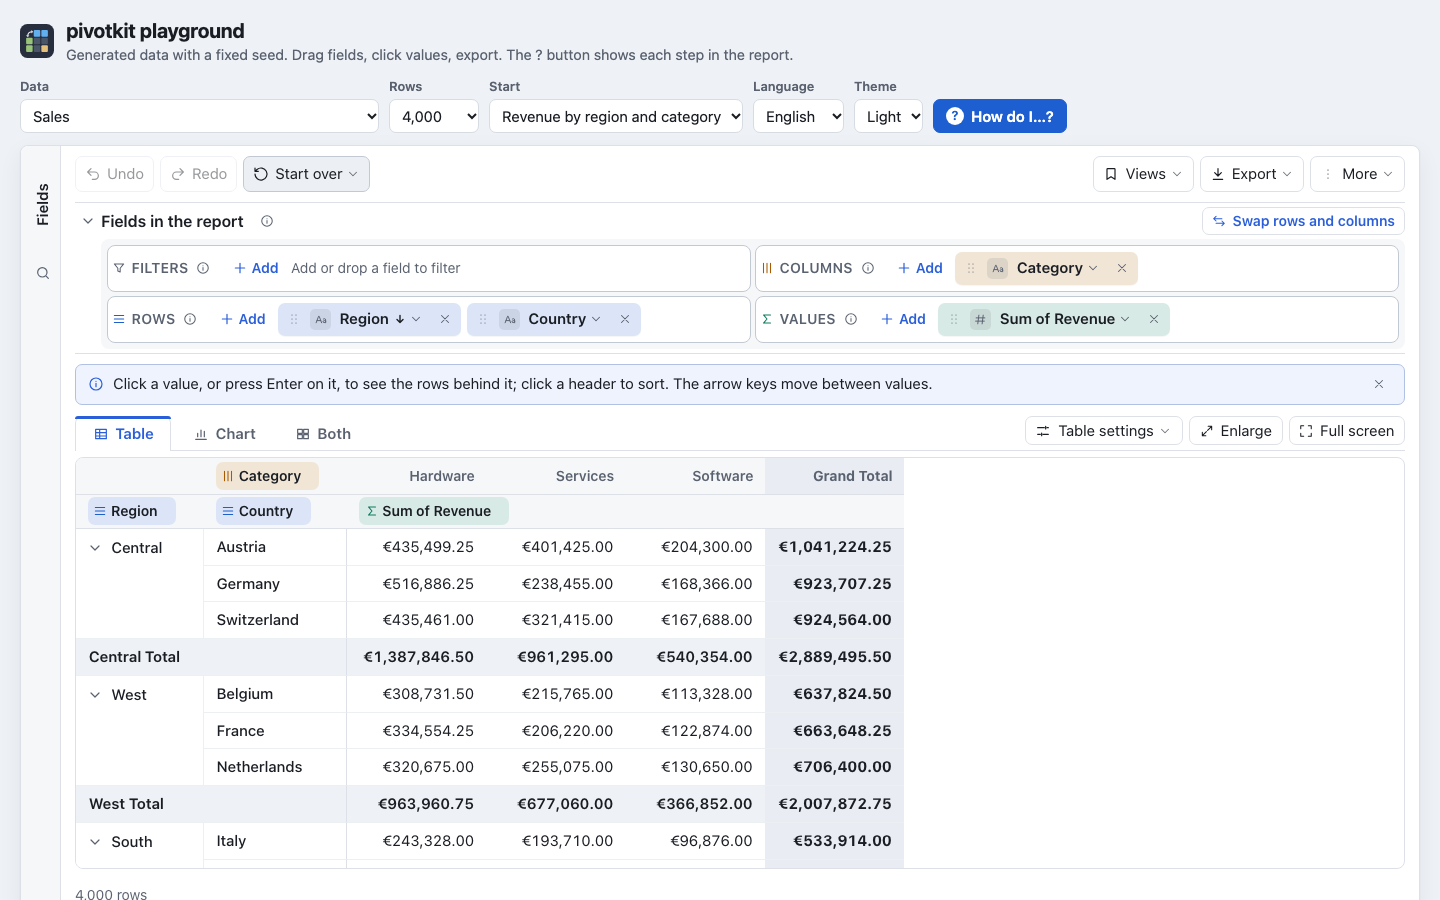 pivotkit playground
Generated data with a fixed seed. Drag fields, click values, export. The ? button shows each step in the report.
Data Rows Start Language Theme
Sales 4,000 Revenue by region and category English Light ? How do I...?
Fields
Undo Redo Start over Views Export More
Fields in the report Swap rows and columns
FILTERS + Add Add or drop a field to filter COLUMNS + Add Aa Category
ROWS + Add Aa Region ↓ Aa Country Σ VALUES + Add # Sum of Revenue
Click a value, or press Enter on it, to see the rows behind it; click a header to sort. The arrow keys move between values.
Table Chart Both Table settings Enlarge Full screen
Category Hardware Services Software Grand Total
Region Country Σ Sum of Revenue
Central Austria €435,499.25 €401,425.00 €204,300.00 €1,041,224.25
Germany €516,886.25 €238,455.00 €168,366.00 €923,707.25
Switzerland €435,461.00 €321,415.00 €167,688.00 €924,564.00
Central Total €1,387,846.50 €961,295.00 €540,354.00 €2,889,495.50
West Belgium €308,731.50 €215,765.00 €113,328.00 €637,824.50
France €334,554.25 €206,220.00 €122,874.00 €663,648.25
Netherlands €320,675.00 €255,075.00 €130,650.00 €706,400.00
West Total €963,960.75 €677,060.00 €366,852.00 €2,007,872.75
South Italy €243,328.00 €193,710.00 €96,876.00 €533,914.00
4,000 rows